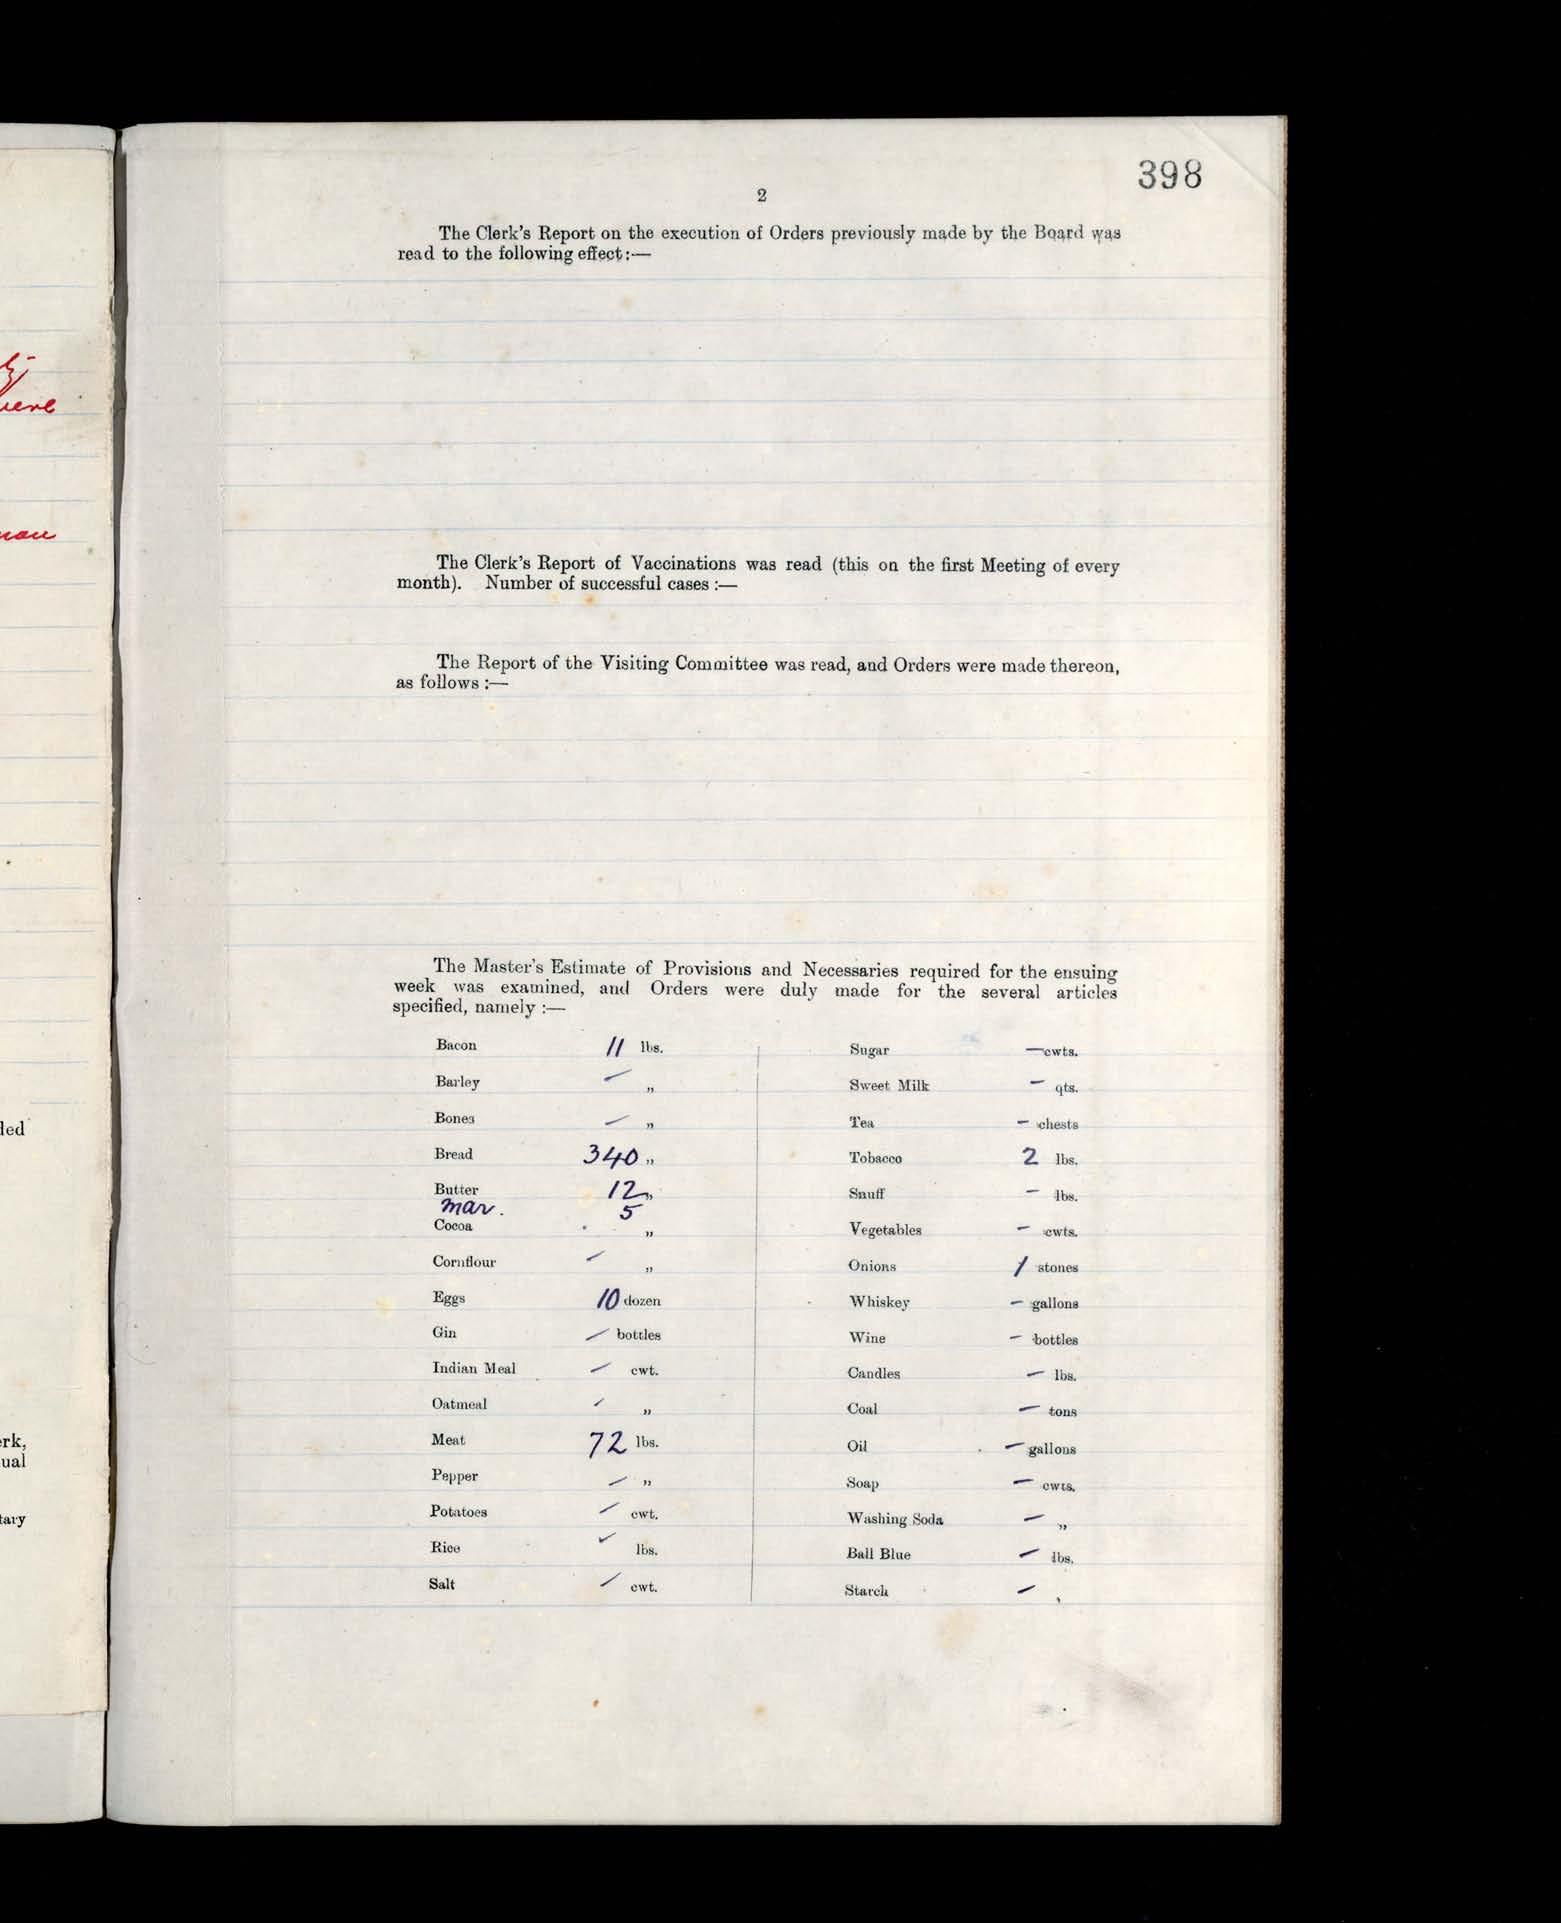 398
2
The Clerk's Report on the execution of Orders previously made by the Board was
read to the following effect:—
The Clerk's Report of Vaccinations was read (this on the first Meeting of every
month). Number of successful cases :—
The Report of the Visiting Committee was read, and Orders were made thereon,
as follows :—
The Master's Estimate of Provisions and Necessaries required for the ensuing
week was examined, and Orders were duly made for the several articles
specified, namely :—
Bacon 11 lbs.
Barley — „
Bones — „
Bread 340 „
Butter 12 „
mar. 5
Cocoa „
Cornflour — „
Eggs 10 dozen
Gin — bottles
Indian Meal — cwt.
Oatmeal — „
Meat 72 lbs.
Pepper — „
Potatoes — cwt.
Rice — lbs.
Salt — cwt.
Sugar — cwts.
Sweet Milk — qts.
Tea — chests
Tobacco 2 lbs.
Snuff — lbs.
Vegetables — cwts.
Onions 1 stones
Whiskey — gallons
Wine — bottles
Candles — lbs.
Coal — tons
Oil — gallons
Soap — cwts.
Washing Soda — „
Ball Blue — lbs.
Starch — ,